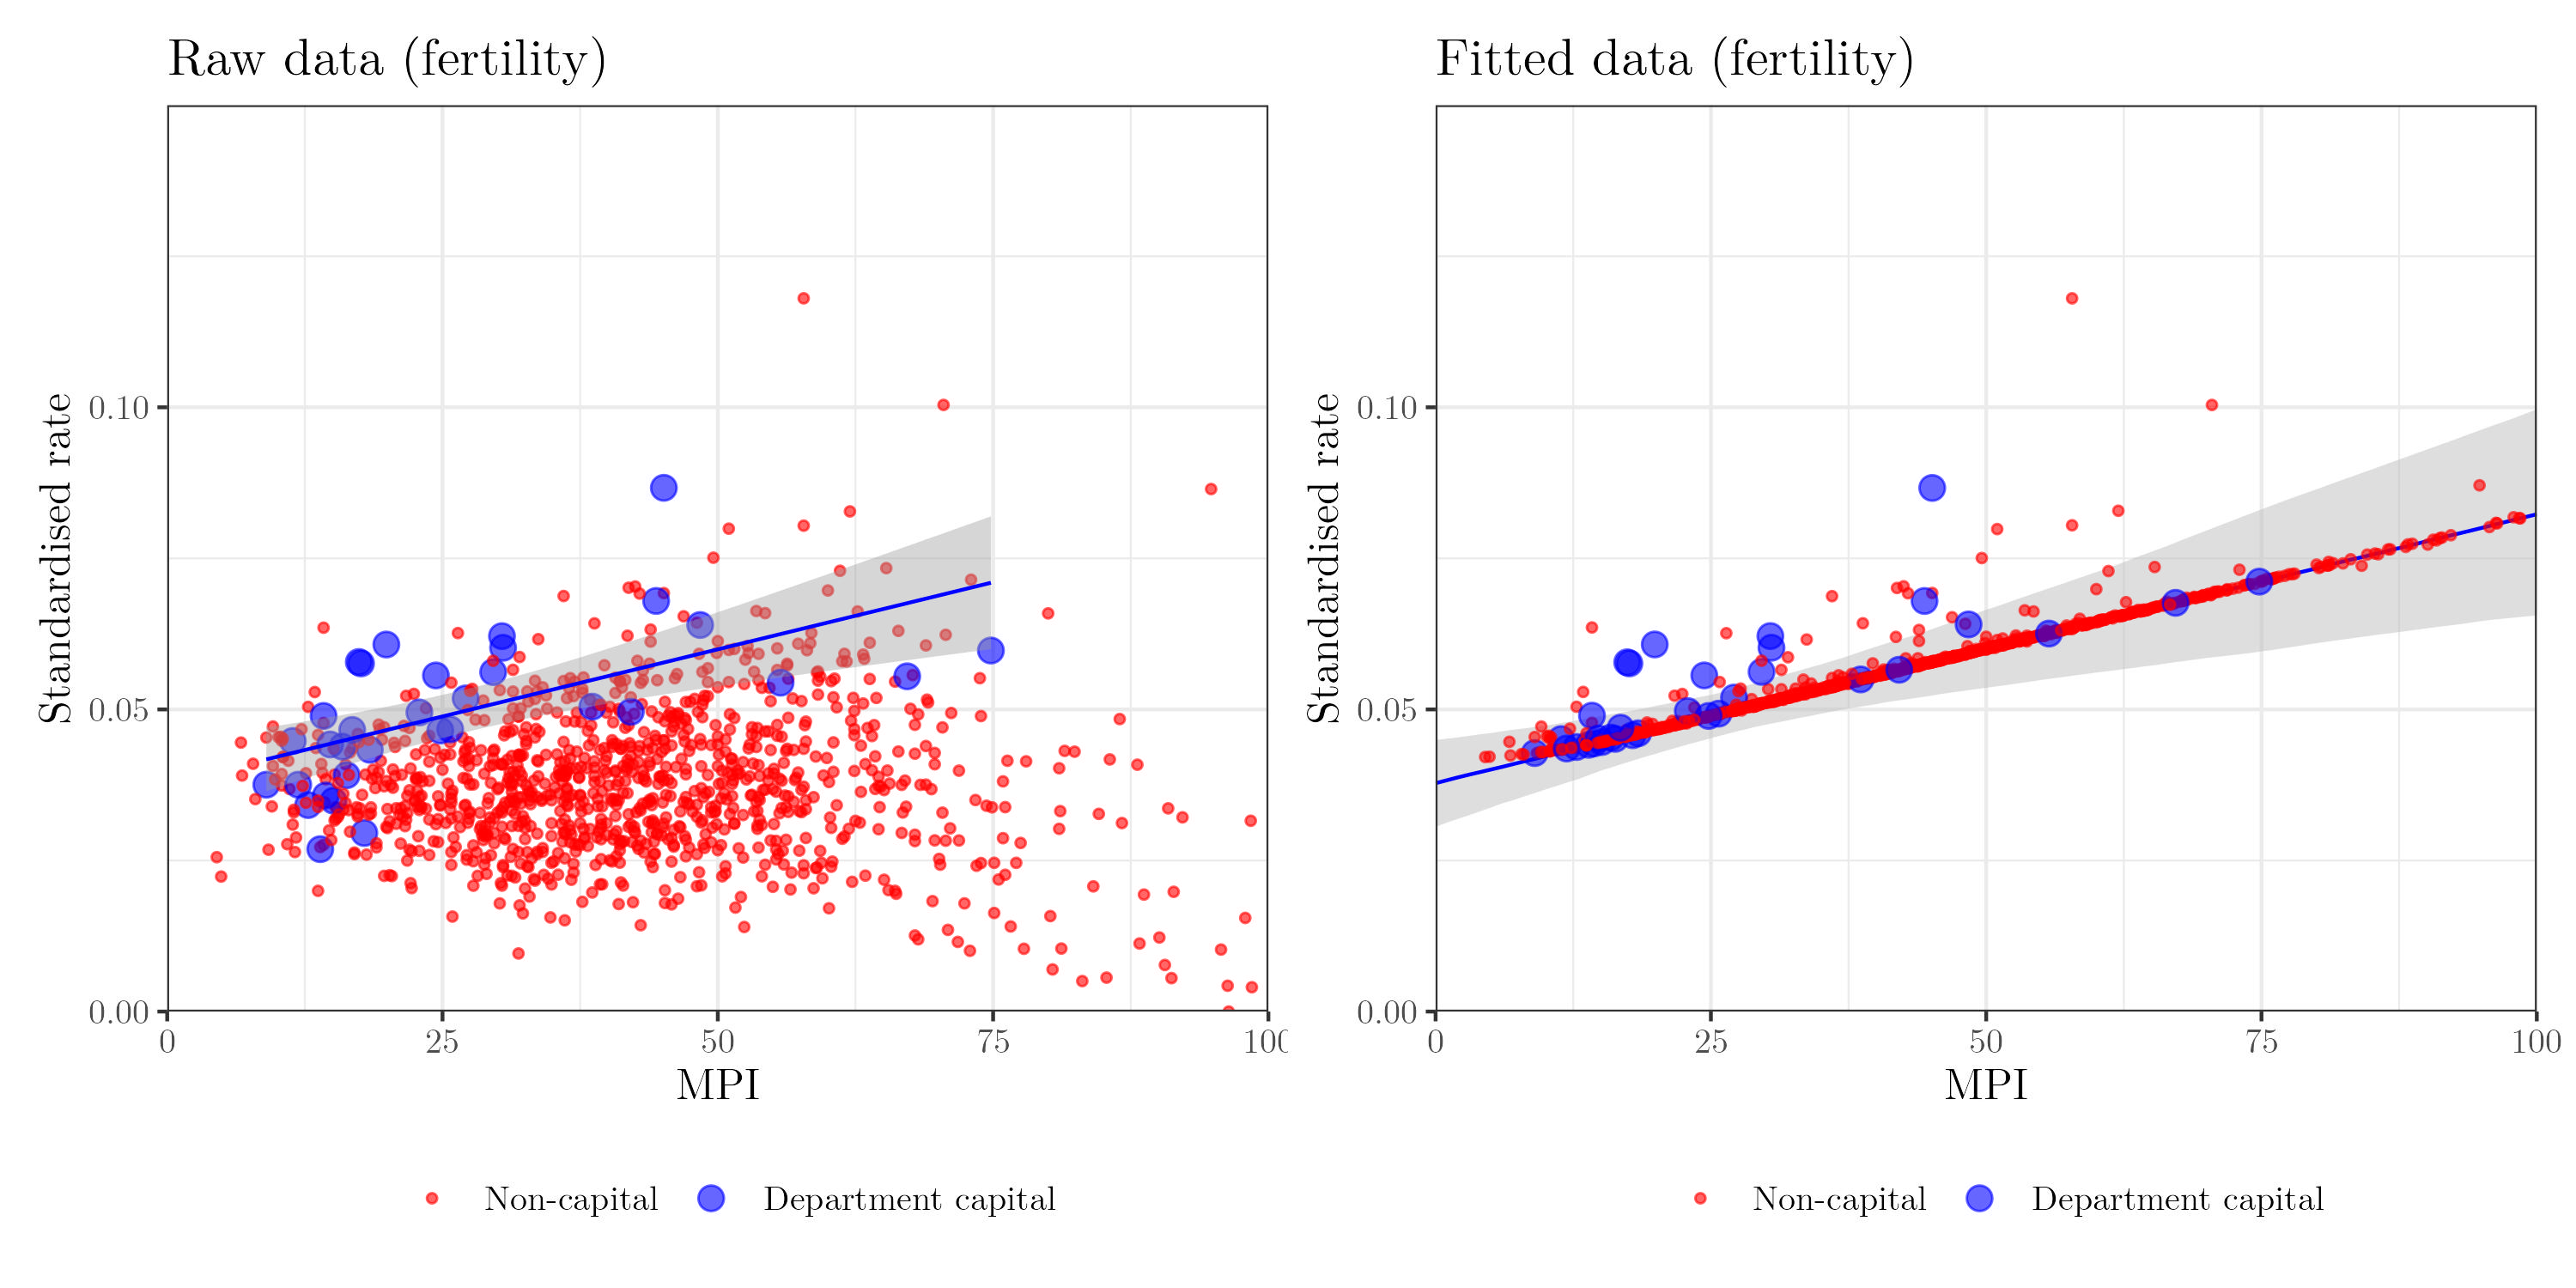 Raw data (fertility)
Standardised rate
0.10
0.05
0.00
0 25 50 75 100
MPI
Non-capital Department capital
Fitted data (fertility)
Standardised rate
0.10
0.05
0.00
0 25 50 75 100
MPI
Non-capital Department capital